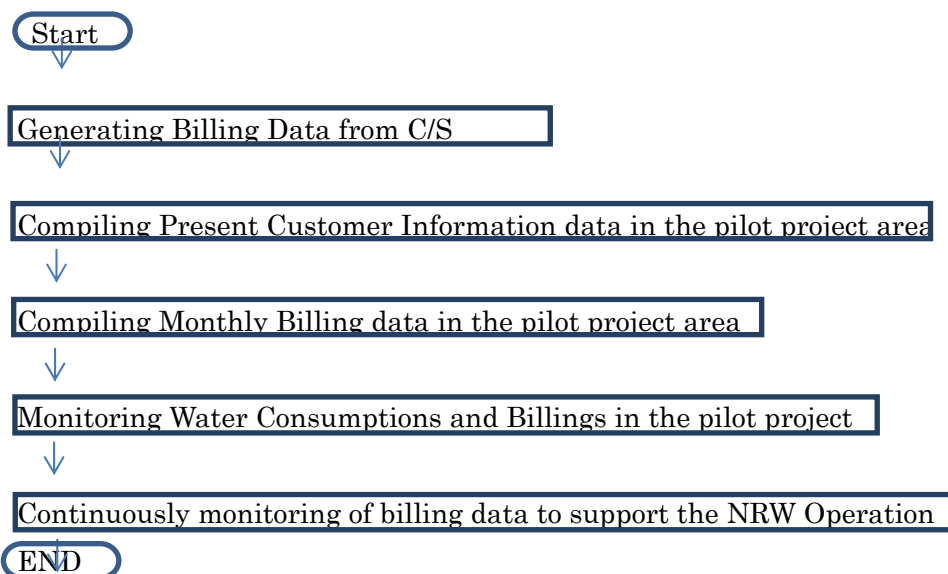 Start
Generating Billing Data from C/S
Compiling Present Customer Information data in the pilot project area
Compiling Monthly Billing data in the pilot project area
Monitoring Water Consumptions and Billings in the pilot project
Continuously monitoring of billing data to support the NRW Operation
END